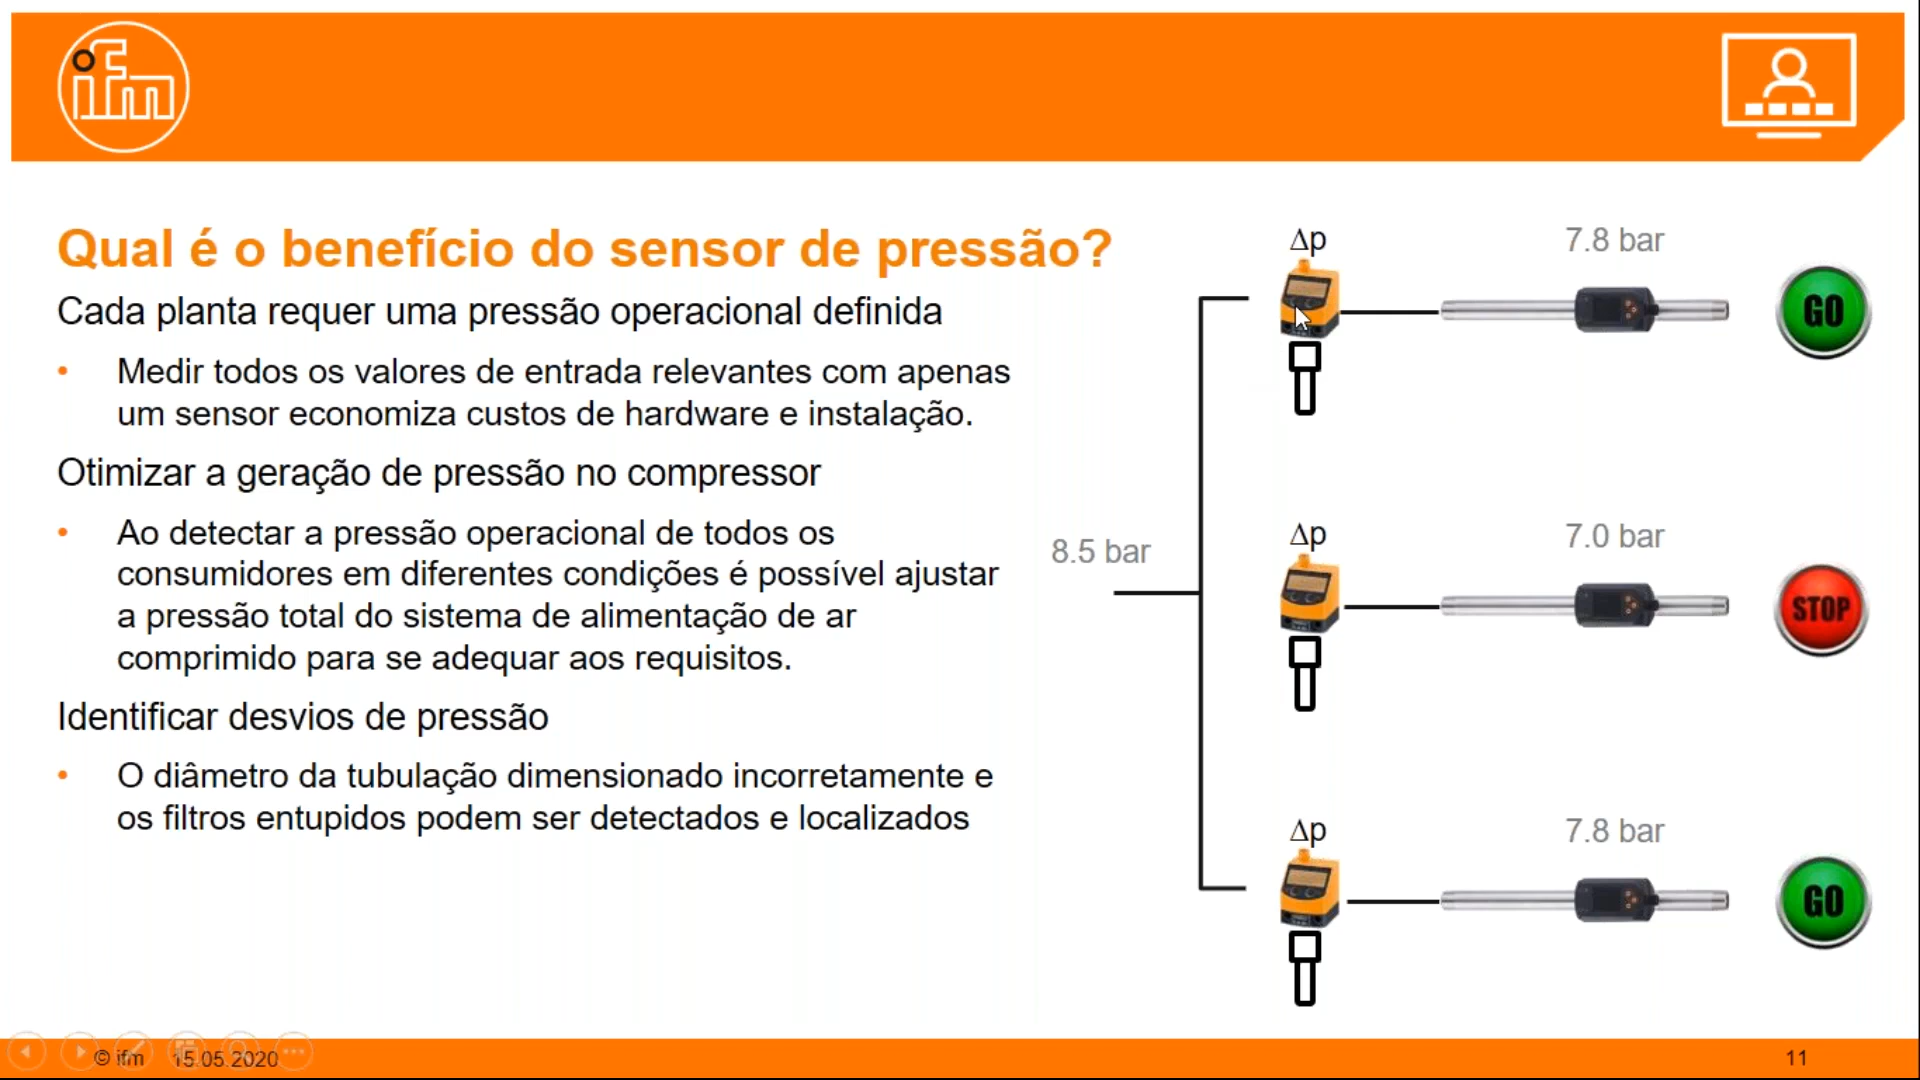 ifm
Qual é o benefício do sensor de pressão?
Cada planta requer uma pressão operacional definida
• Medir todos os valores de entrada relevantes com apenas
um sensor economiza custos de hardware e instalação.
Otimizar a geração de pressão no compressor
• Ao detectar a pressão operacional de todos os
consumidores em diferentes condições é possível ajustar
a pressão total do sistema de alimentação de ar
comprimido para se adequar aos requisitos.
Identificar desvios de pressão
• O diâmetro da tubulação dimensionado incorretamente e
os filtros entupidos podem ser detectados e localizados
8.5 bar
Δp
7.8 bar
GO
Δp
7.0 bar
STOP
Δp
7.8 bar
GO
© ifm 15.05.2020
11